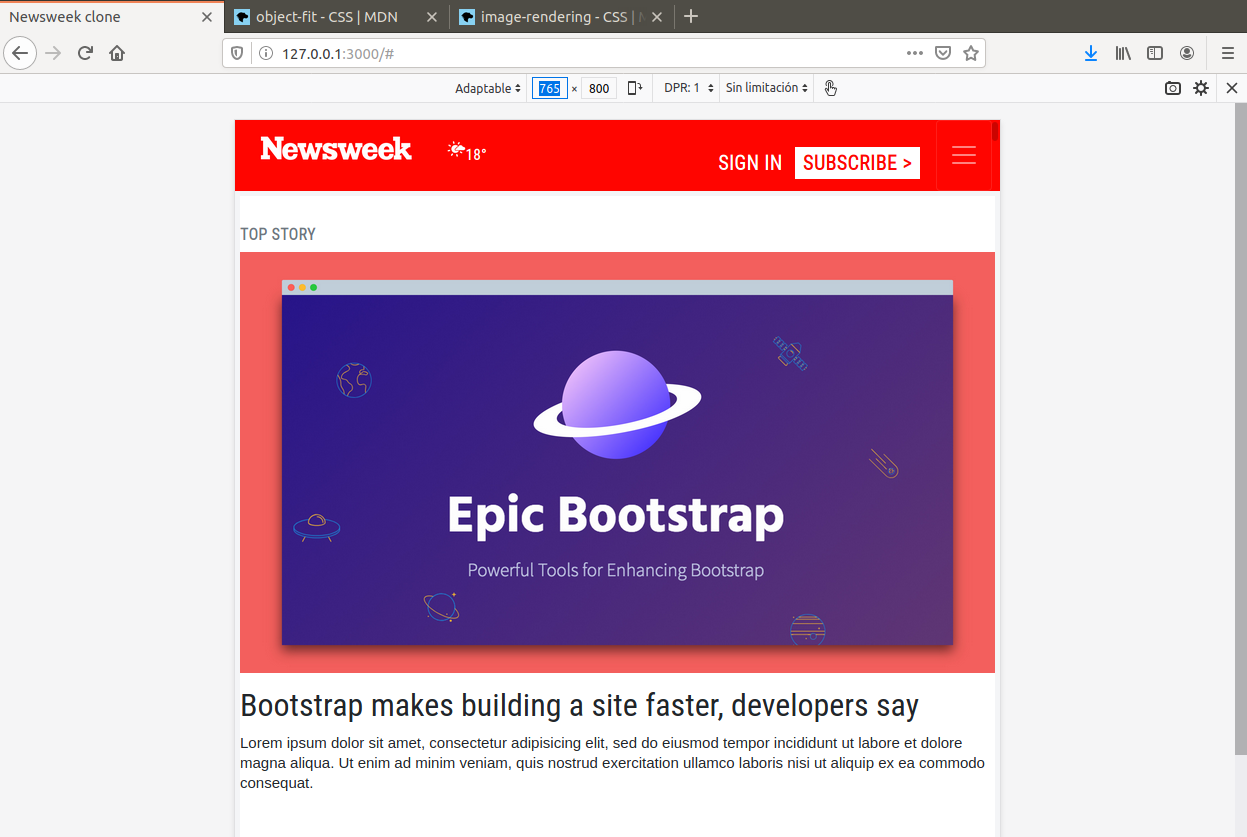 Newsweek clone
object-fit - CSS | MDN
image-rendering - CSS |
127.0.0.1:3000/#
Adaptable 765 × 800 DPR: 1 Sin limitación
Newsweek 18° SIGN IN SUBSCRIBE >
TOP STORY
Epic Bootstrap
Powerful Tools for Enhancing Bootstrap
Bootstrap makes building a site faster, developers say
Lorem ipsum dolor sit amet, consectetur adipisicing elit, sed do eiusmod tempor incididunt ut labore et dolore
magna aliqua. Ut enim ad minim veniam, quis nostrud exercitation ullamco laboris nisi ut aliquip ex ea commodo
consequat.